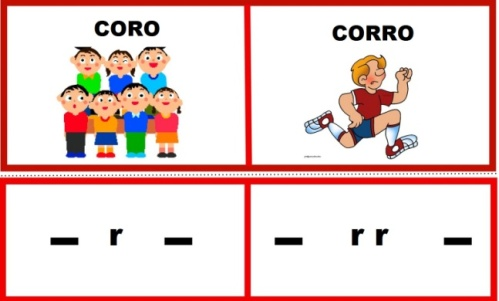 CORO
CORRO
_ r _
_ rr _